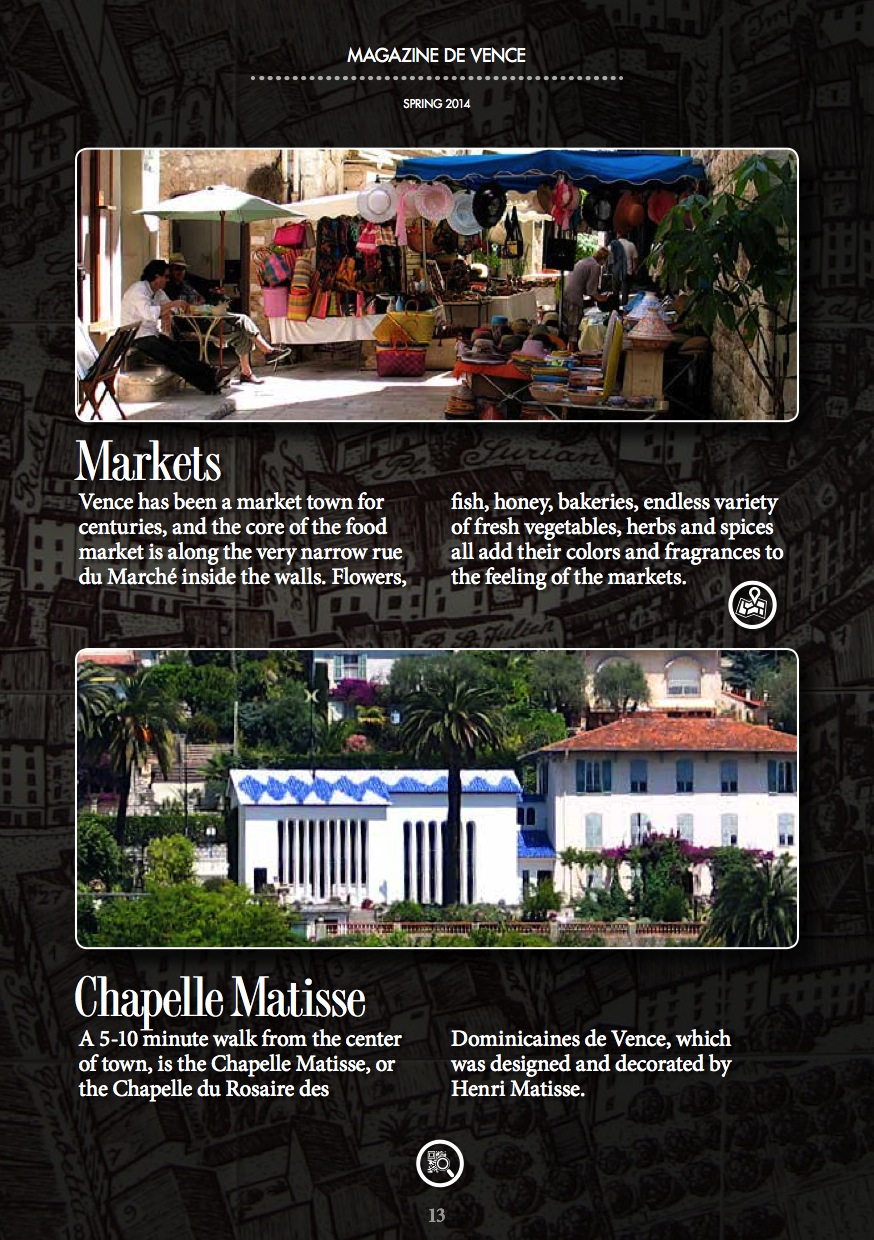 MAGAZINE DE VENCE
SPRING 2014
Markets
Vence has been a market town for
centuries, and the core of the food
market is along the very narrow rue
du Marché inside the walls. Flowers,
fish, honey, bakeries, endless variety
of fresh vegetables, herbs and spices
all add their colors and fragrances to
the feeling of the markets.
Chapelle Matisse
A 5-10 minute walk from the center
of town, is the Chapelle Matisse, or
the Chapelle du Rosaire des
Dominicaines de Vence, which
was designed and decorated by
Henri Matisse.
13